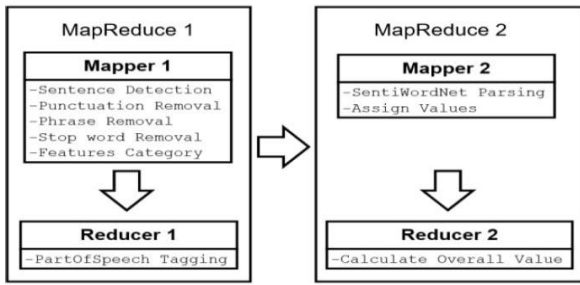 MapReduce 1
Mapper 1
-Sentence Detection
-Punctuation Removal
-Phrase Removal
-Stop word Removal
-Features Category
Reducer 1
-PartOfSpeech Tagging
MapReduce 2
Mapper 2
-SentiWordNet Parsing
-Assign Values
Reducer 2
-Calculate Overall Value